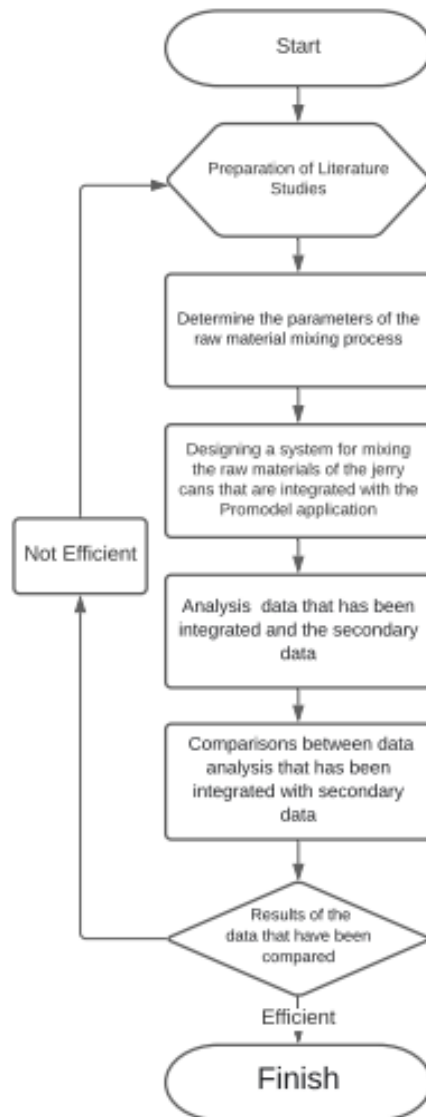 Start
Preparation of Literature
Studies
Determine the parameters of the
raw material mixing process
Designing a system for mixing
the raw materials of the jerry
cans that are integrated with the
Promodel application
Not Efficient
Analysis data that has been
integrated and the secondary
data
Comparisons between data
analysis that has been
integrated with secondary
data
Results of the
data that have been
compared
Efficient
Finish